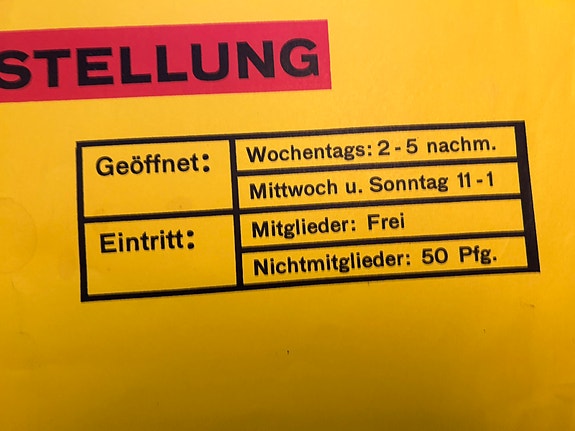 STELLUNG
Geöffnet:
Wochentags: 2 - 5 nachm.
Mittwoch u. Sonntag 11 - 1
Eintritt:
Mitglieder: Frei
Nichtmitglieder: 50 Pfg.